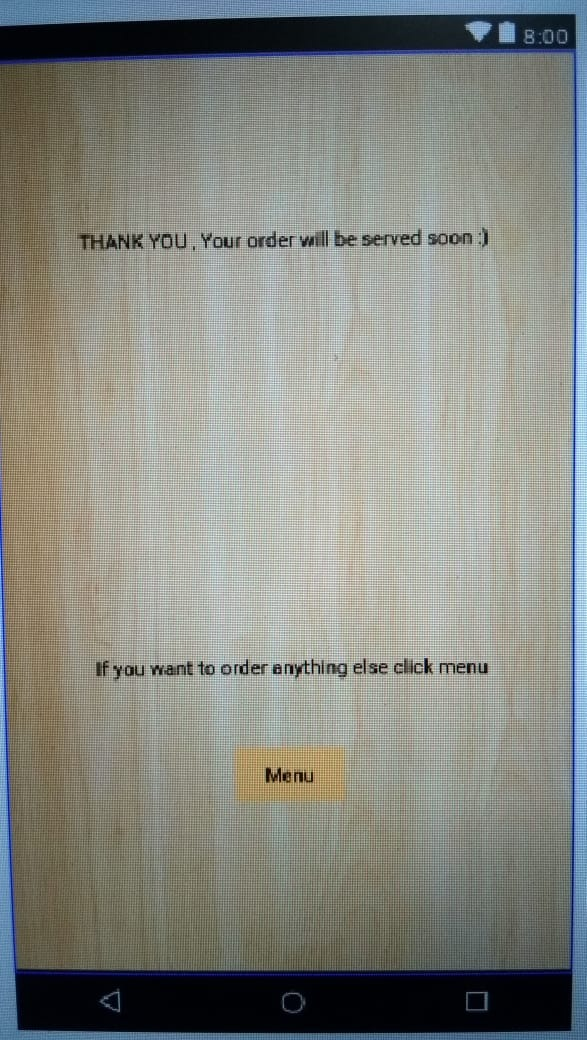 8:00
THANK YOU , Your order will be served soon :)
If you want to order anything else click menu
Menu